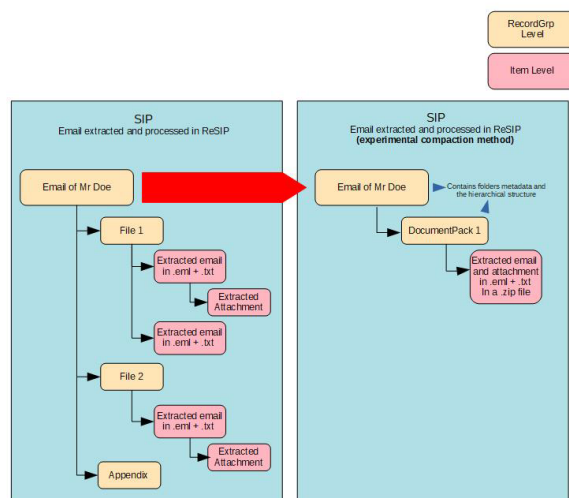 RecordGrp
Level
Item Level
SIP
Email extracted and processed in ReSIP
Email of Mr Doe
File 1
Extracted email
in .eml + .txt
Extracted
Attachment
Extracted email
in .eml + .txt
File 2
Extracted email
in .eml + .txt
Extracted
Attachment
Appendix
SIP
Email extracted and processed in ReSIP
(experimental compaction method)
Email of Mr Doe
Contains folders metadata and
the hierarchical structure
DocumentPack 1
Extracted email
and attachment
in .eml + .txt
In a .zip file